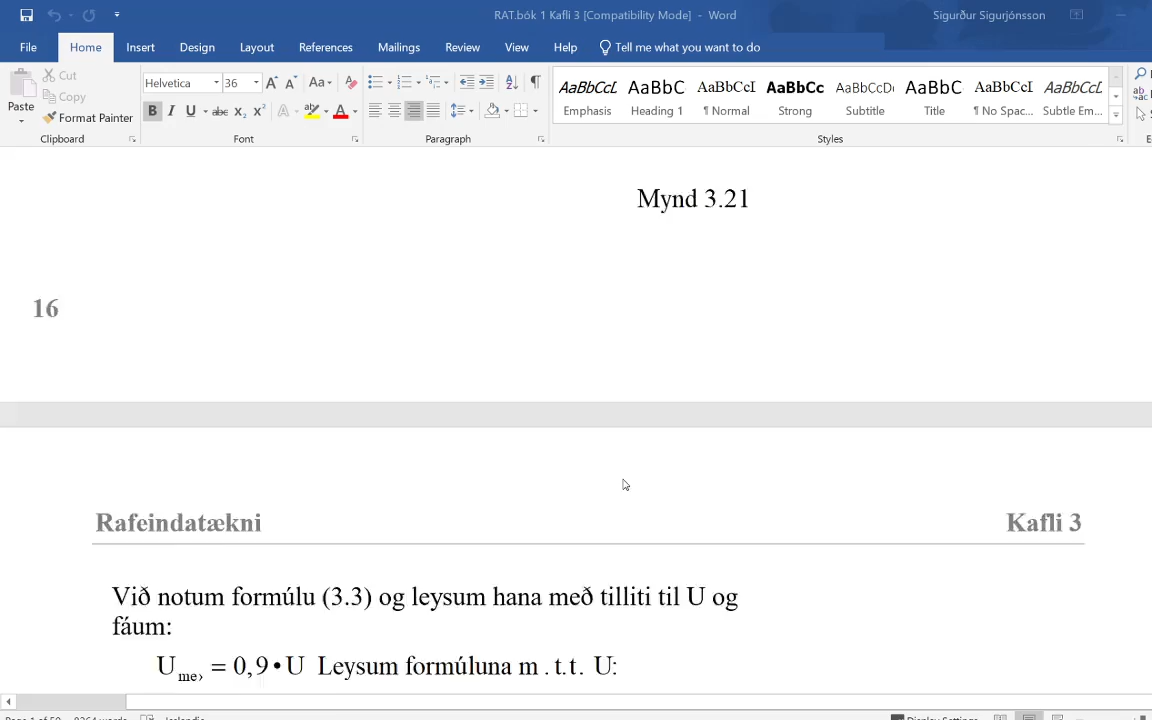 RAT.bók 1 Kafli 3 [Compatibility Mode] - Word
Sigurður Sigurjónsson
File Home Insert Design Layout References Mailings Review View Help Tell me what you want to do
Paste
Cut
Copy
Format Painter
Clipboard
Helvetica 36
Font
Paragraph
AaBbCcL AaBbC AaBbCcI AaBbCc AaBbCcDı AaBbC AaBbCcI AaBbCcL
Emphasis Heading 1 ¶ Normal Strong Subtitle Title ¶ No Spac... Subtle Em...
Styles
Mynd 3.21
16
Rafeindatækni Kafli 3
Við notum formúlu (3.3) og leysum hana með tilliti til U og
fáum:
U me› = 0,9 • U Leysum formúluna m . t.t. U: